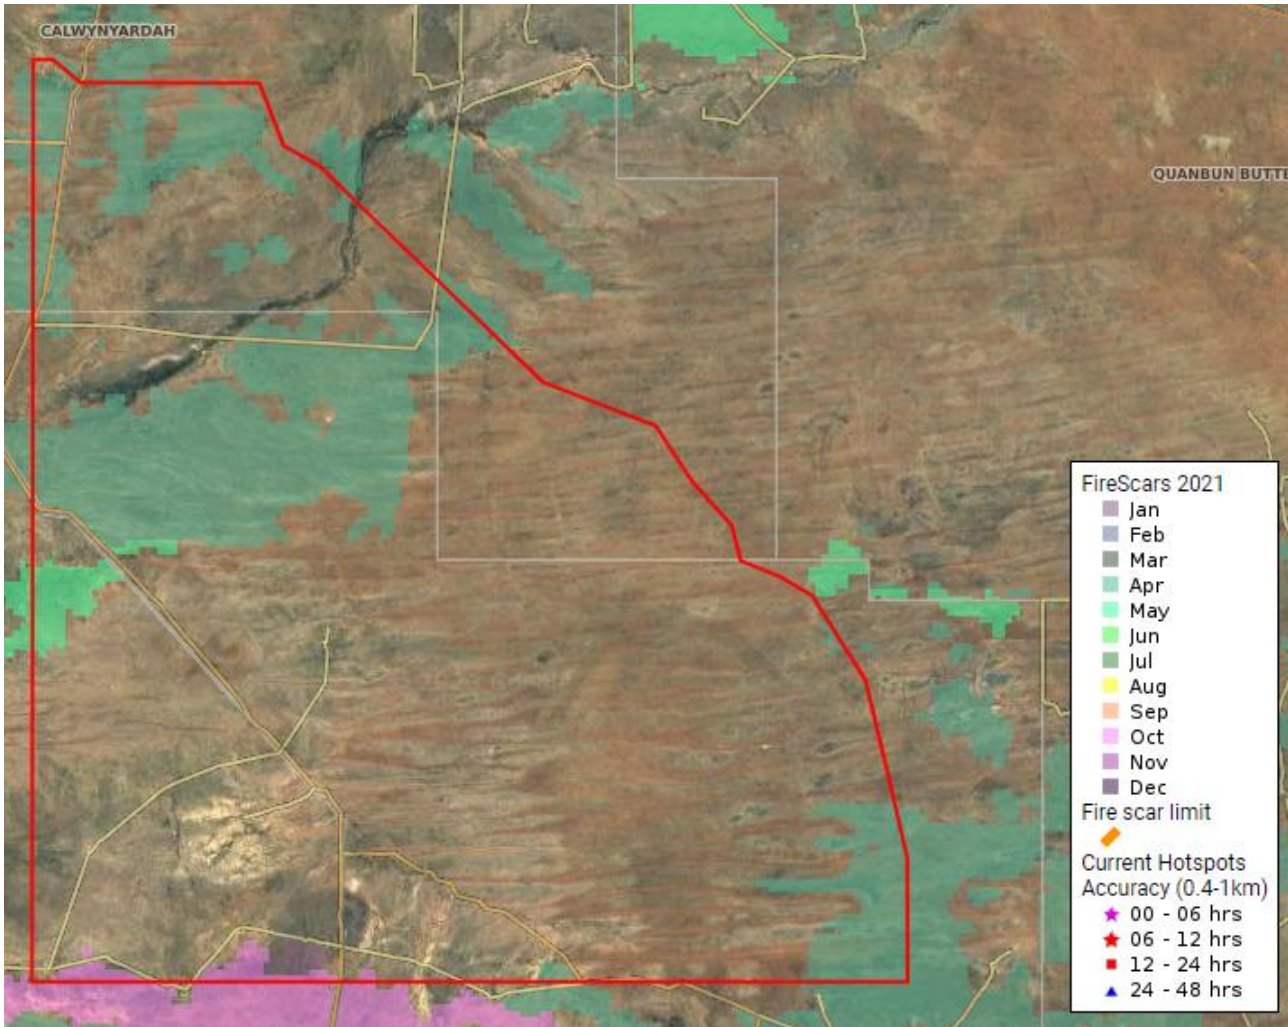 CALWYNYARDAH
QUANBUN BUTTE
FireScars 2021
Jan
Feb
Mar
Apr
May
Jun
Jul
Aug
Sep
Oct
Nov
Dec
Fire scar limit
Current Hotspots
Accuracy (0.4-1km)
00 - 06 hrs
06 - 12 hrs
12 - 24 hrs
24 - 48 hrs